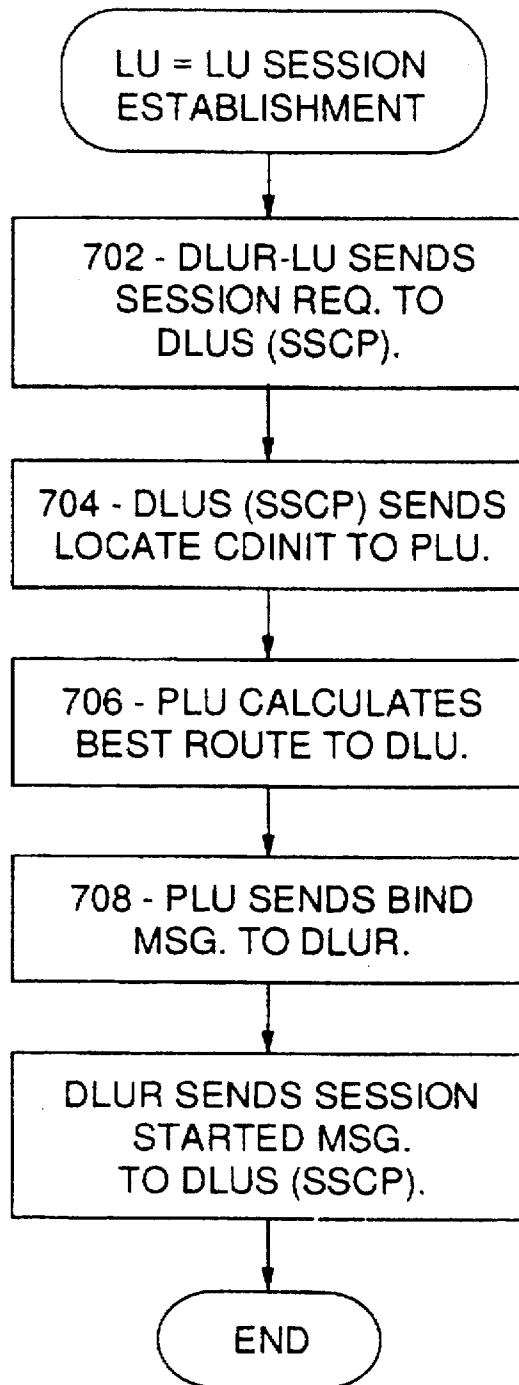 LU = LU SESSION
ESTABLISHMENT
702 - DLUR-LU SENDS
SESSION REQ. TO
DLUS (SSCP).
704 - DLUS (SSCP) SENDS
LOCATE CDINIT TO PLU.
706 - PLU CALCULATES
BEST ROUTE TO DLU.
708 - PLU SENDS BIND
MSG. TO DLUR.
DLUR SENDS SESSION
STARTED MSG.
TO DLUS (SSCP).
END